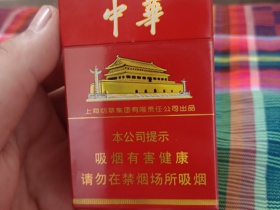 中華
上海烟草集团有限责任公司出品
本公司提示
吸烟有害健康
请勿在禁烟场所吸烟